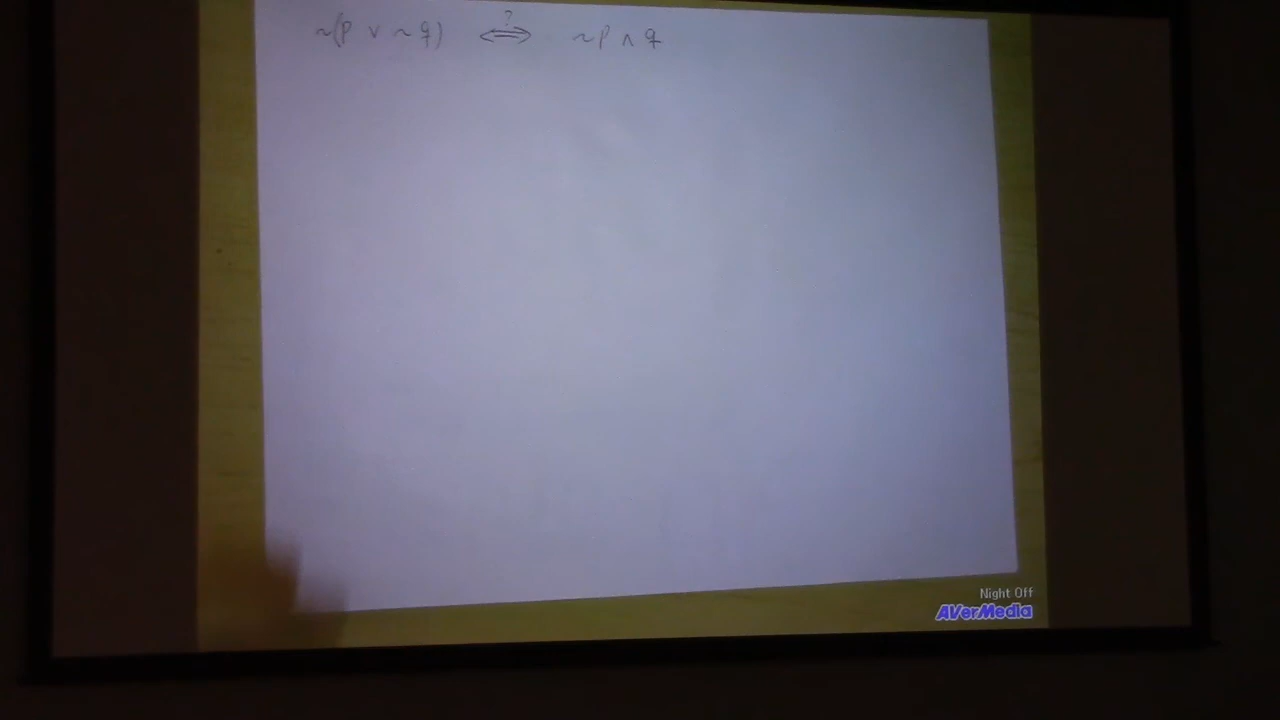 ~(p ∨ ~q) ⟺? ~p ∧ q
Night Off
AVerMedia